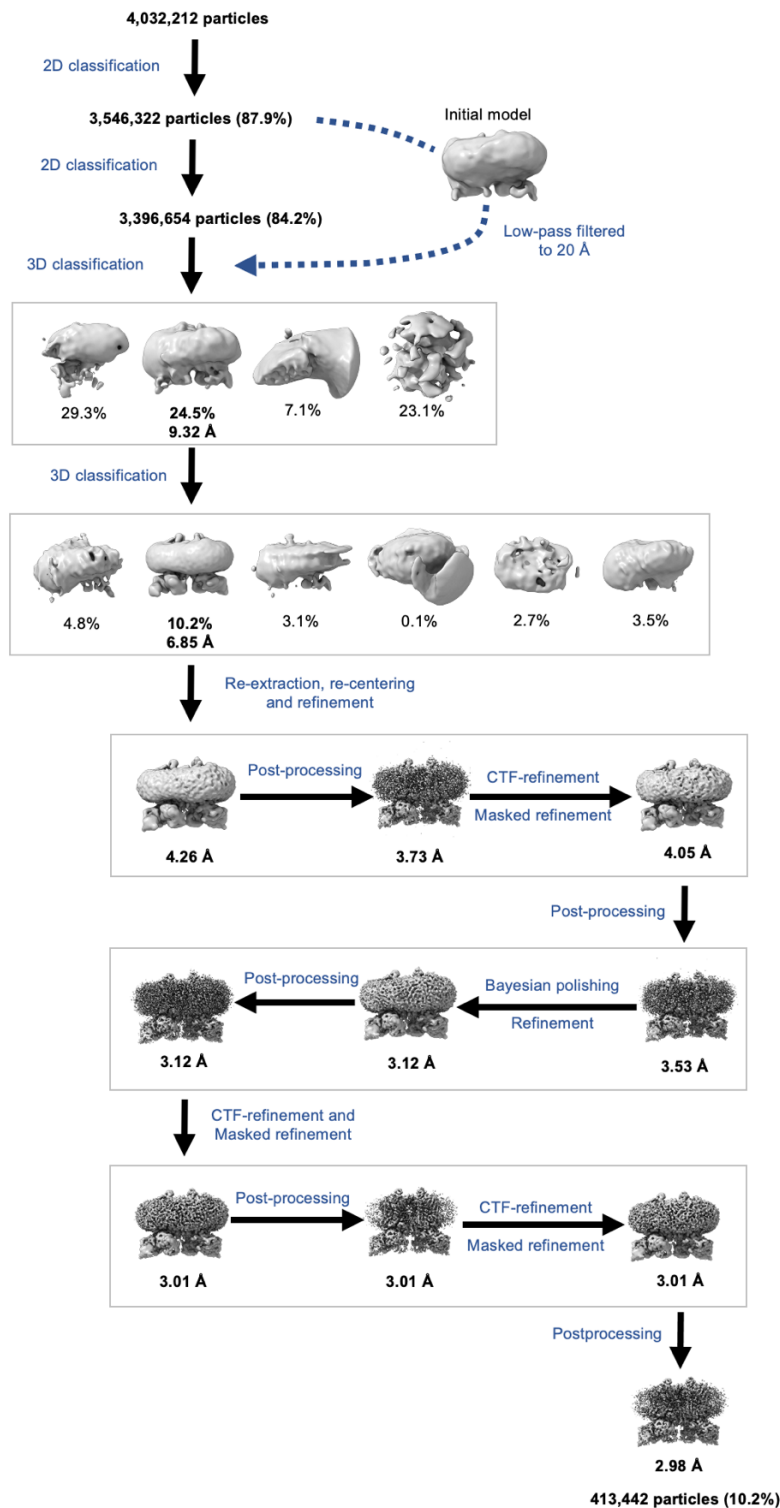 4,032,212 particles
2D classification
3,546,322 particles (87.9%)
Initial model
2D classification
3,396,654 particles (84.2%)
Low-pass filtered
to 20 Å
3D classification
29.3%
24.5%
9.32 Å
7.1%
23.1%
3D classification
4.8%
10.2%
6.85 Å
3.1%
0.1%
2.7%
3.5%
Re-extraction, re-centering
and refinement
Post-processing
CTF-refinement
Masked refinement
4.26 Å
3.73 Å
4.05 Å
Post-processing
Post-processing
Bayesian polishing
Refinement
3.12 Å
3.12 Å
3.53 Å
CTF-refinement and
Masked refinement
Post-processing
CTF-refinement
Masked refinement
3.01 Å
3.01 Å
3.01 Å
Postprocessing
2.98 Å
413,442 particles (10.2%)